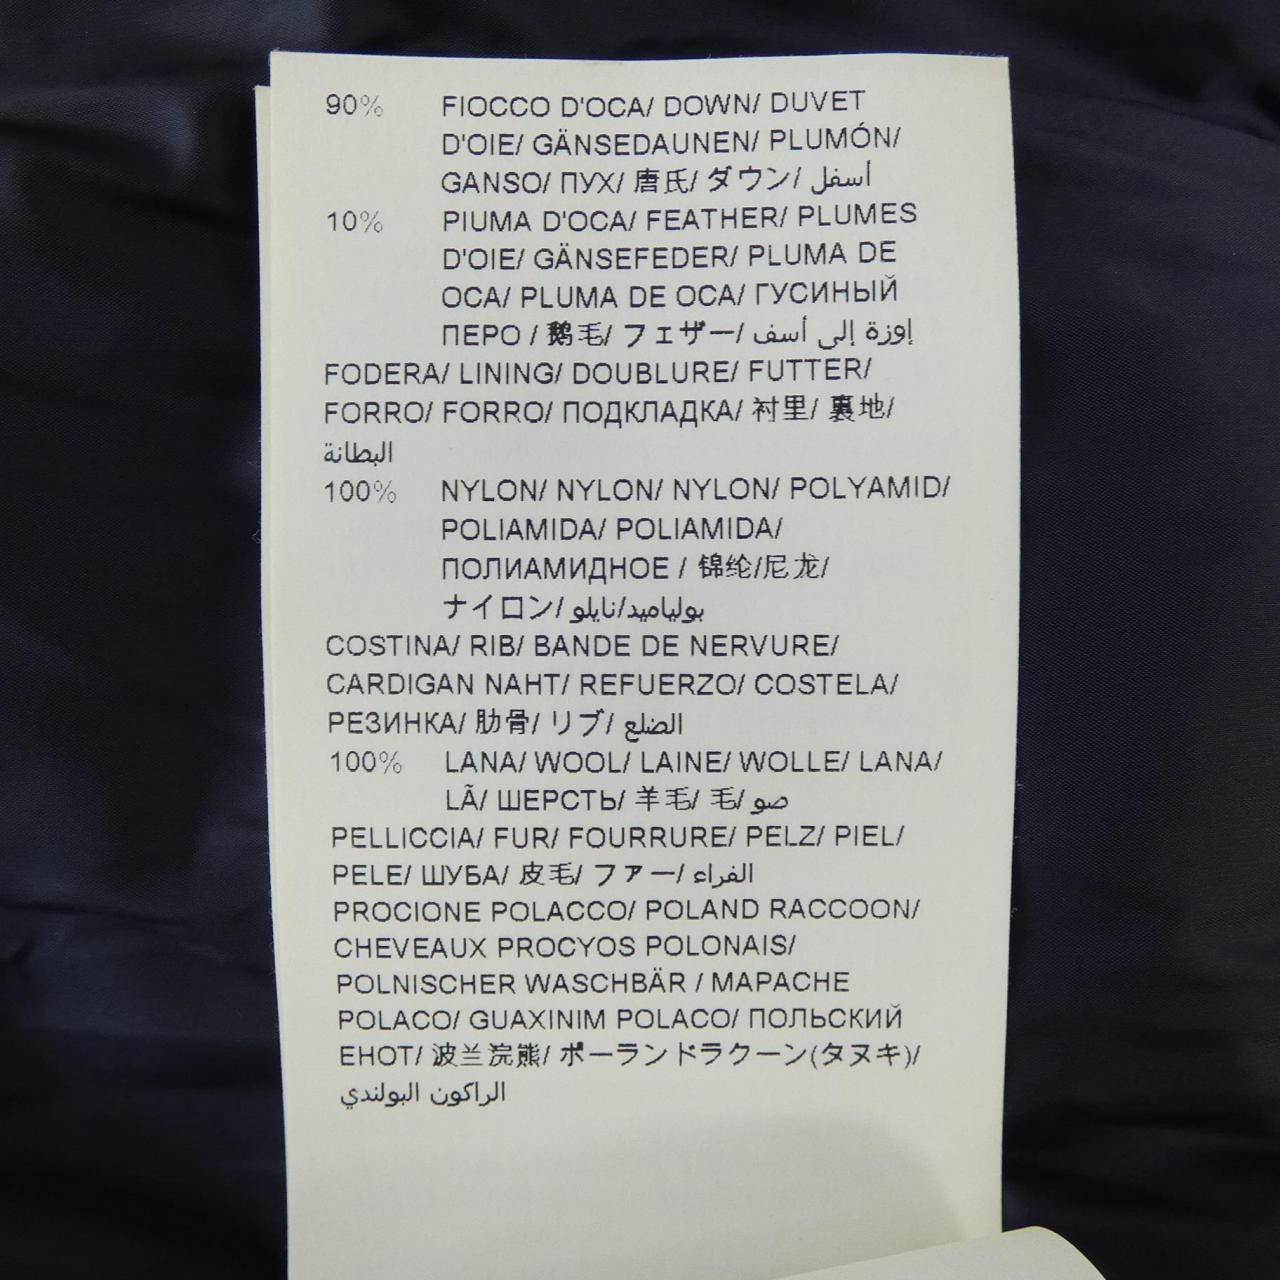 90% FIOCCO D'OCA/ DOWN/ DUVET
D'OIE/ GÄNSEDAUNEN/ PLUMÓN/
GANSO/ ПУХ/ 唐氏/ ダウン/ أسفل
10% PIUMA D'OCA/ FEATHER/ PLUMES
D'OIE/ GÄNSEFEDER/ PLUMA DE
OCA/ PLUMA DE OCA/ ГУСИНЫЙ
ПЕРО / 鹅毛/ フェザー/ إوزة إلى أسف
FODERA/ LINING/ DOUBLURE/ FUTTER/
FORRO/ FORRO/ ПОДКЛАДКА/ 衬里/ 裏地/
البطانة
100% NYLON/ NYLON/ NYLON/ POLYAMID/
POLIAMIDA/ POLIAMIDA/
ПОЛИАМИДНОЕ / 锦纶/尼龙/
ナイロン/ بولياميد/نايلو
COSTINA/ RIB/ BANDE DE NERVURE/
CARDIGAN NAHT/ REFUERZO/ COSTELA/
РЕЗИНКА/ 肋骨/ リブ/ الضلع
100% LANA/ WOOL/ LAINE/ WOLLE/ LANA/
LÃ/ ШЕРСТЬ/ 羊毛/ 毛/ صو
PELLICCIA/ FUR/ FOURRURE/ PELZ/ PIEL/
PELE/ ШУБА/ 皮毛/ ファー/ الفراء
PROCIONE POLACCO/ POLAND RACCOON/
CHEVEAUX PROCYOS POLONAIS/
POLNISCHER WASCHBÄR / MAPACHE
POLACO/ GUAXINIM POLACO/ ПОЛЬСКИЙ
ЕНОТ/ 波兰浣熊/ ポーランドラクーン(タヌキ)/
الراكون البولندي